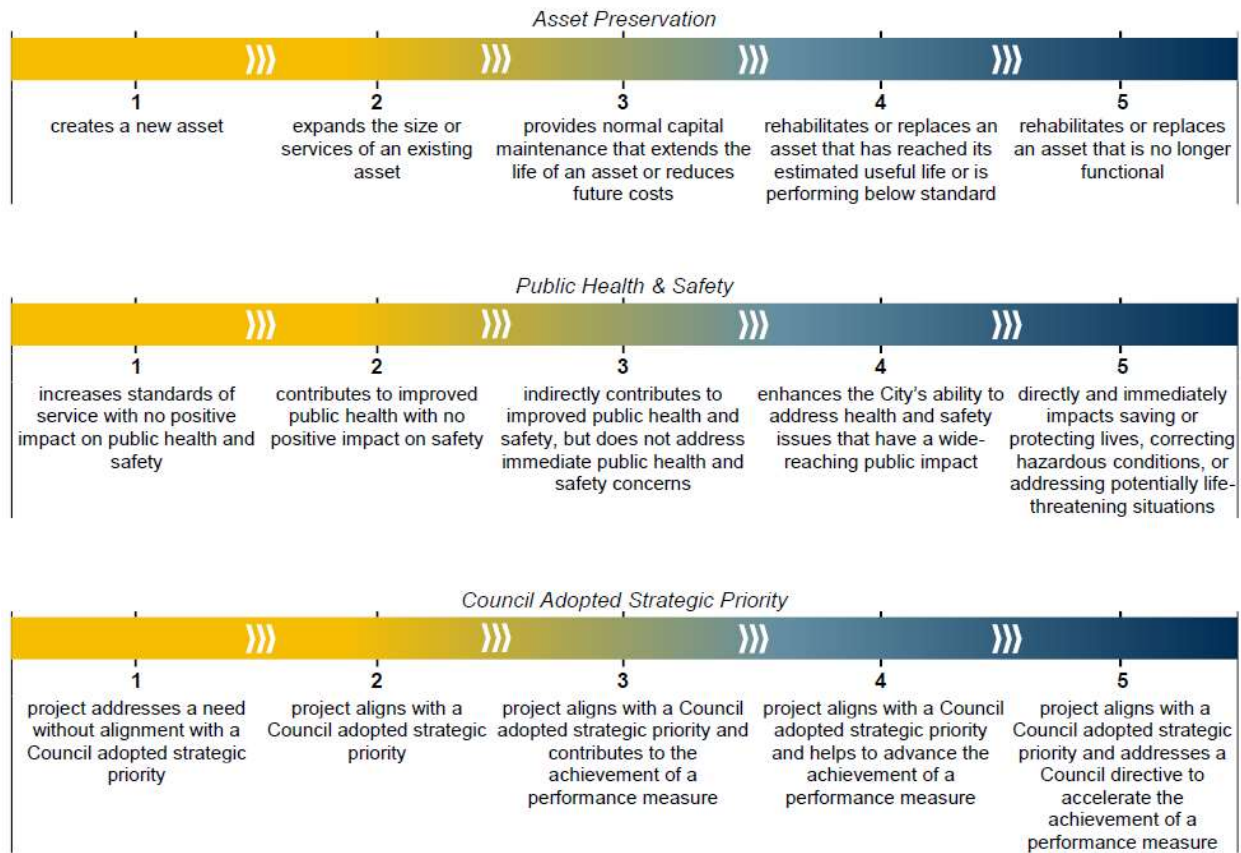 Asset Preservation
1
creates a new asset
2
expands the size or
services of an existing
asset
3
provides normal capital
maintenance that extends the
life of an asset or reduces
future costs
4
rehabilitates or replaces an
asset that has reached its
estimated useful life or is
performing below standard
5
rehabilitates or replaces
an asset that is no longer
functional
Public Health & Safety
1
increases standards of
service with no positive
impact on public health and
safety
2
contributes to improved
public health with no
positive impact on safety
3
indirectly contributes to
improved public health and
safety, but does not address
immediate public health and
safety concerns
4
enhances the City's ability to
address health and safety
issues that have a wide-
reaching public impact
5
directly and immediately
impacts saving or
protecting lives, correcting
hazardous conditions, or
addressing potentially life-
threatening situations
Council Adopted Strategic Priority
1
project addresses a need
without alignment with a
Council adopted strategic
priority
2
project aligns with a
Council adopted strategic
priority
3
project aligns with a Council
adopted strategic priority and
contributes to the
achievement of a
performance measure
4
project aligns with a Council
adopted strategic priority
and helps to advance the
achievement of a
performance measure
5
project aligns with a
Council adopted strategic
priority and addresses a
Council directive to
accelerate the
achievement of a
performance measure